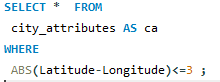 SELECT *  FROM
city_attributes AS ca
WHERE
ABS(Latitude-Longitude)<=3 ;